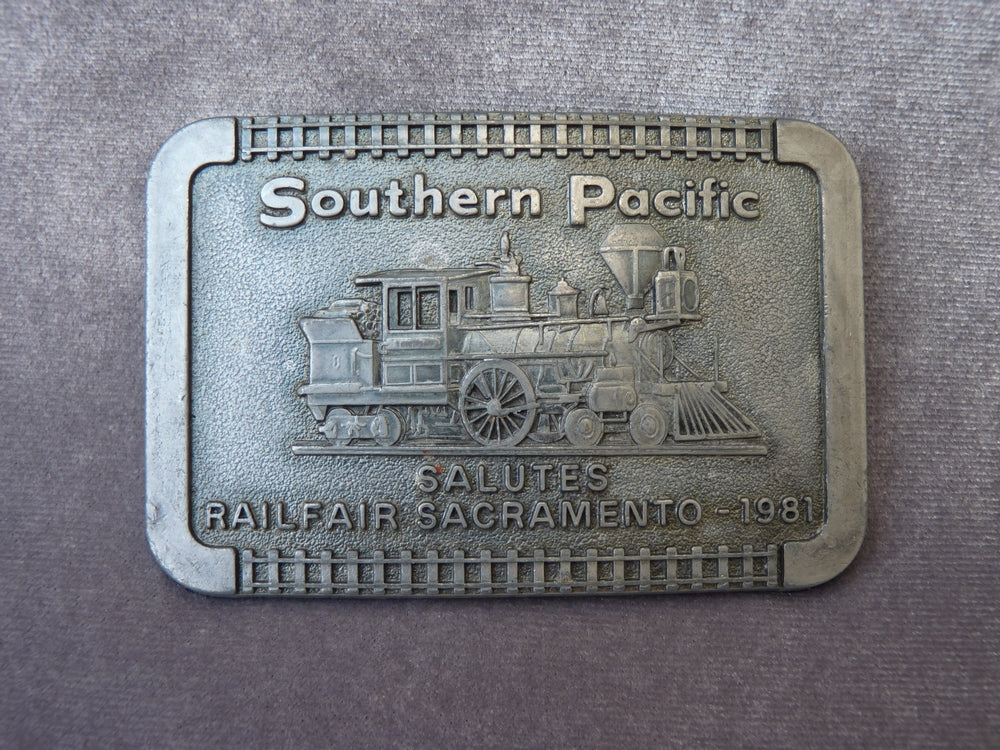 Southern Pacific
SALUTES
RAILFAIR SACRAMENTO - 1981